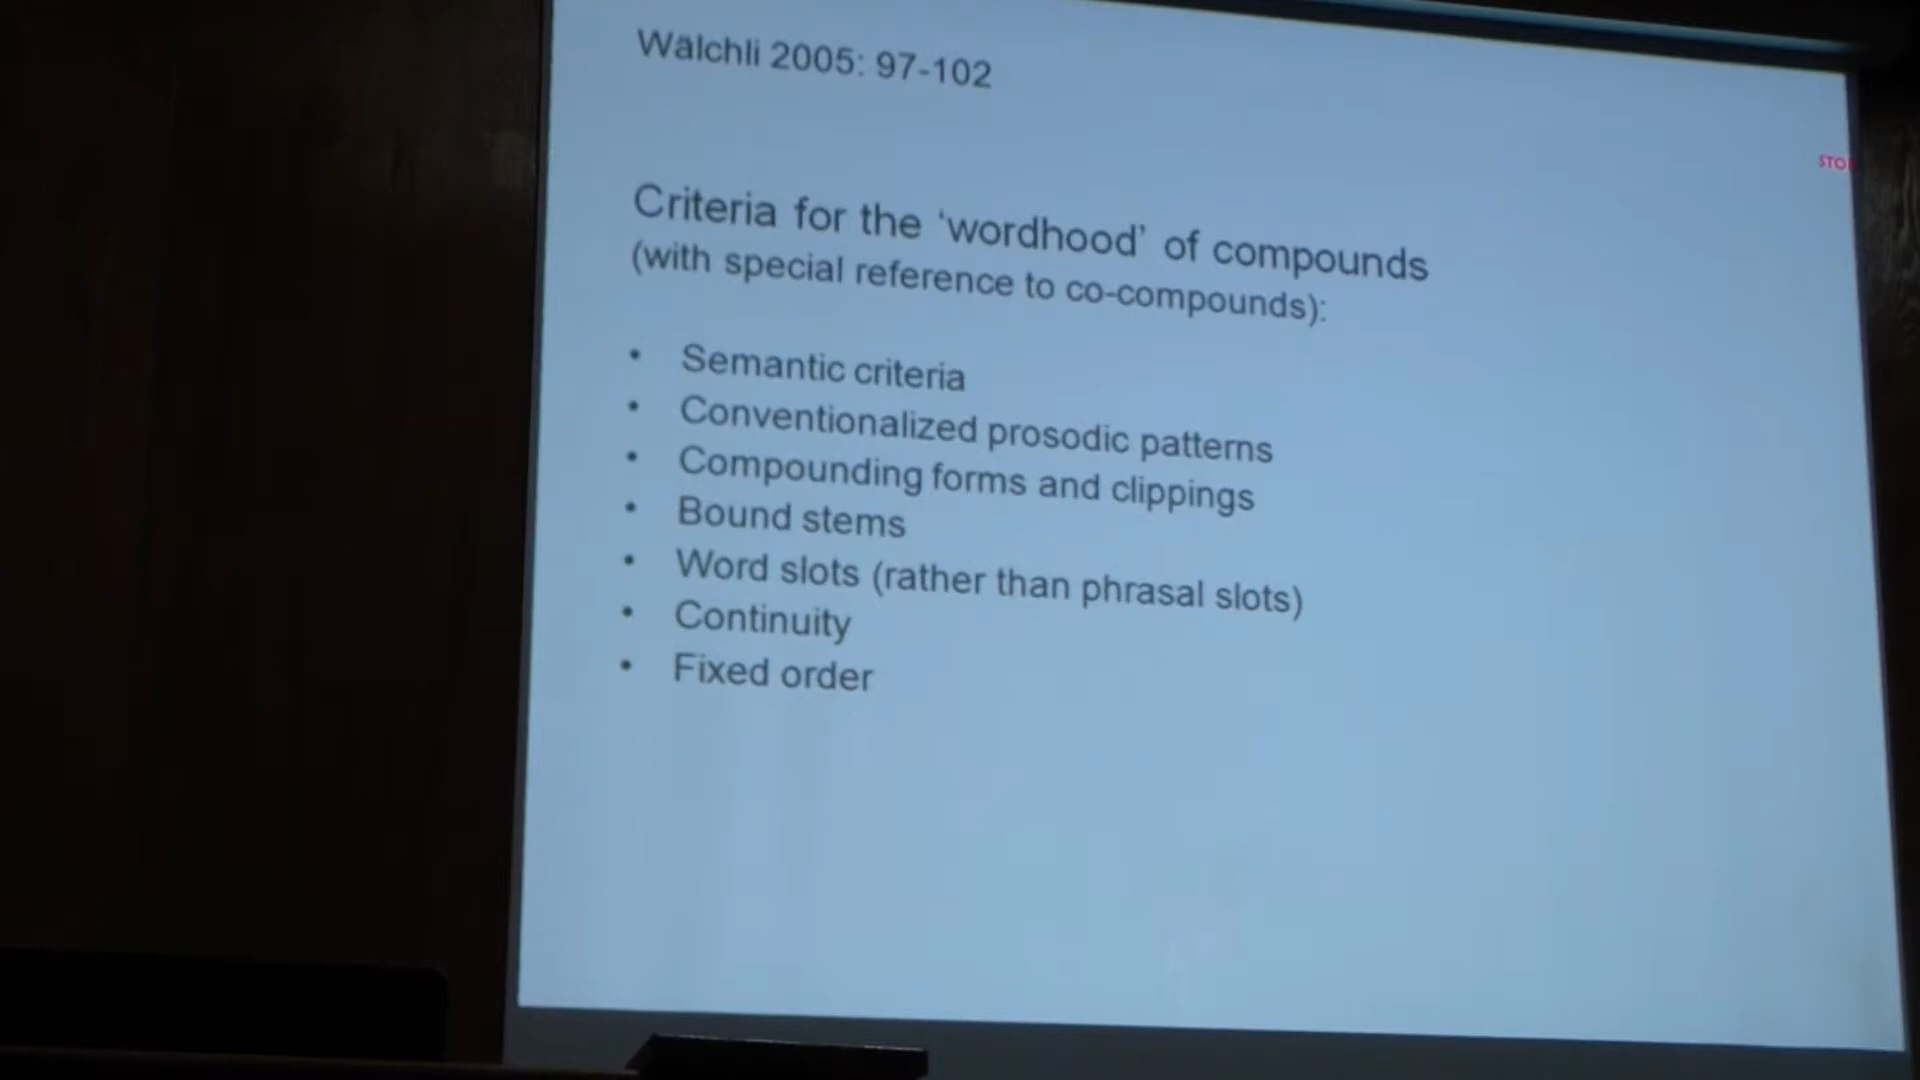 Wälchli 2005: 97-102
STO
Criteria for the ‘wordhood’ of compounds
(with special reference to co-compounds):
• Semantic criteria
• Conventionalized prosodic patterns
• Compounding forms and clippings
• Bound stems
• Word slots (rather than phrasal slots)
• Continuity
• Fixed order